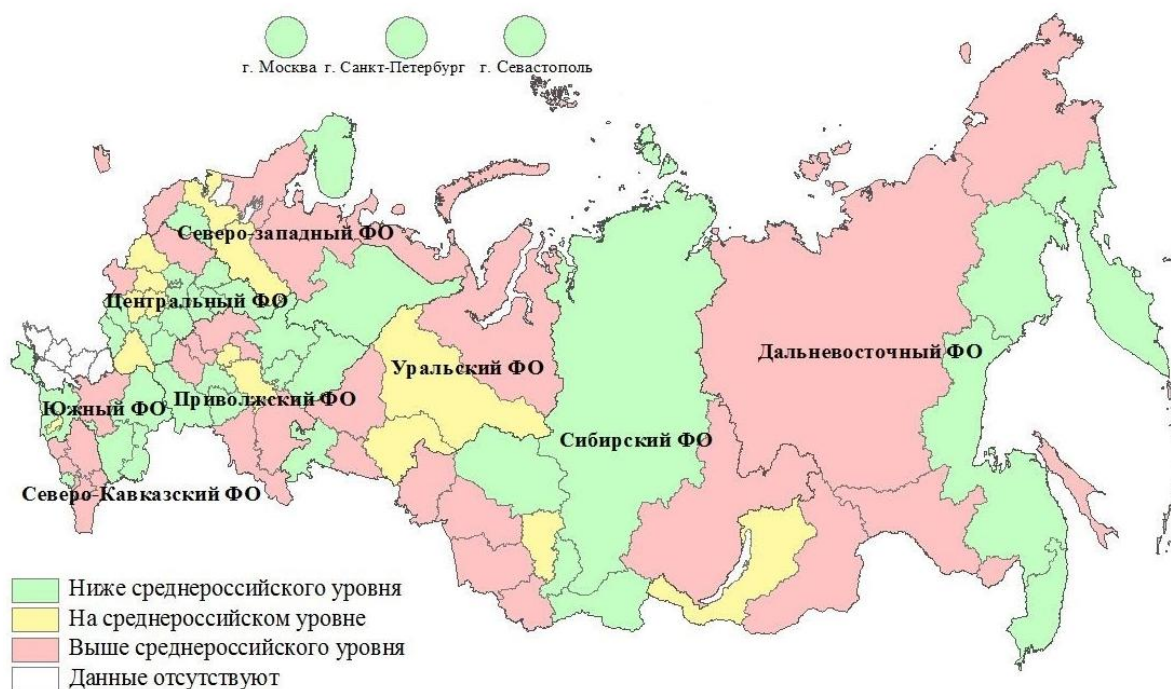 г. Москва г. Санкт-Петербург г. Севастополь
Северо-западный ФО
Центральный ФО
Уральский ФО
Дальневосточный ФО
Южный ФО
Приволжский ФО
Сибирский ФО
Северо-Кавказский ФО
Ниже среднероссийского уровня
На среднероссийском уровне
Выше среднероссийского уровня
Данные отсутствуют